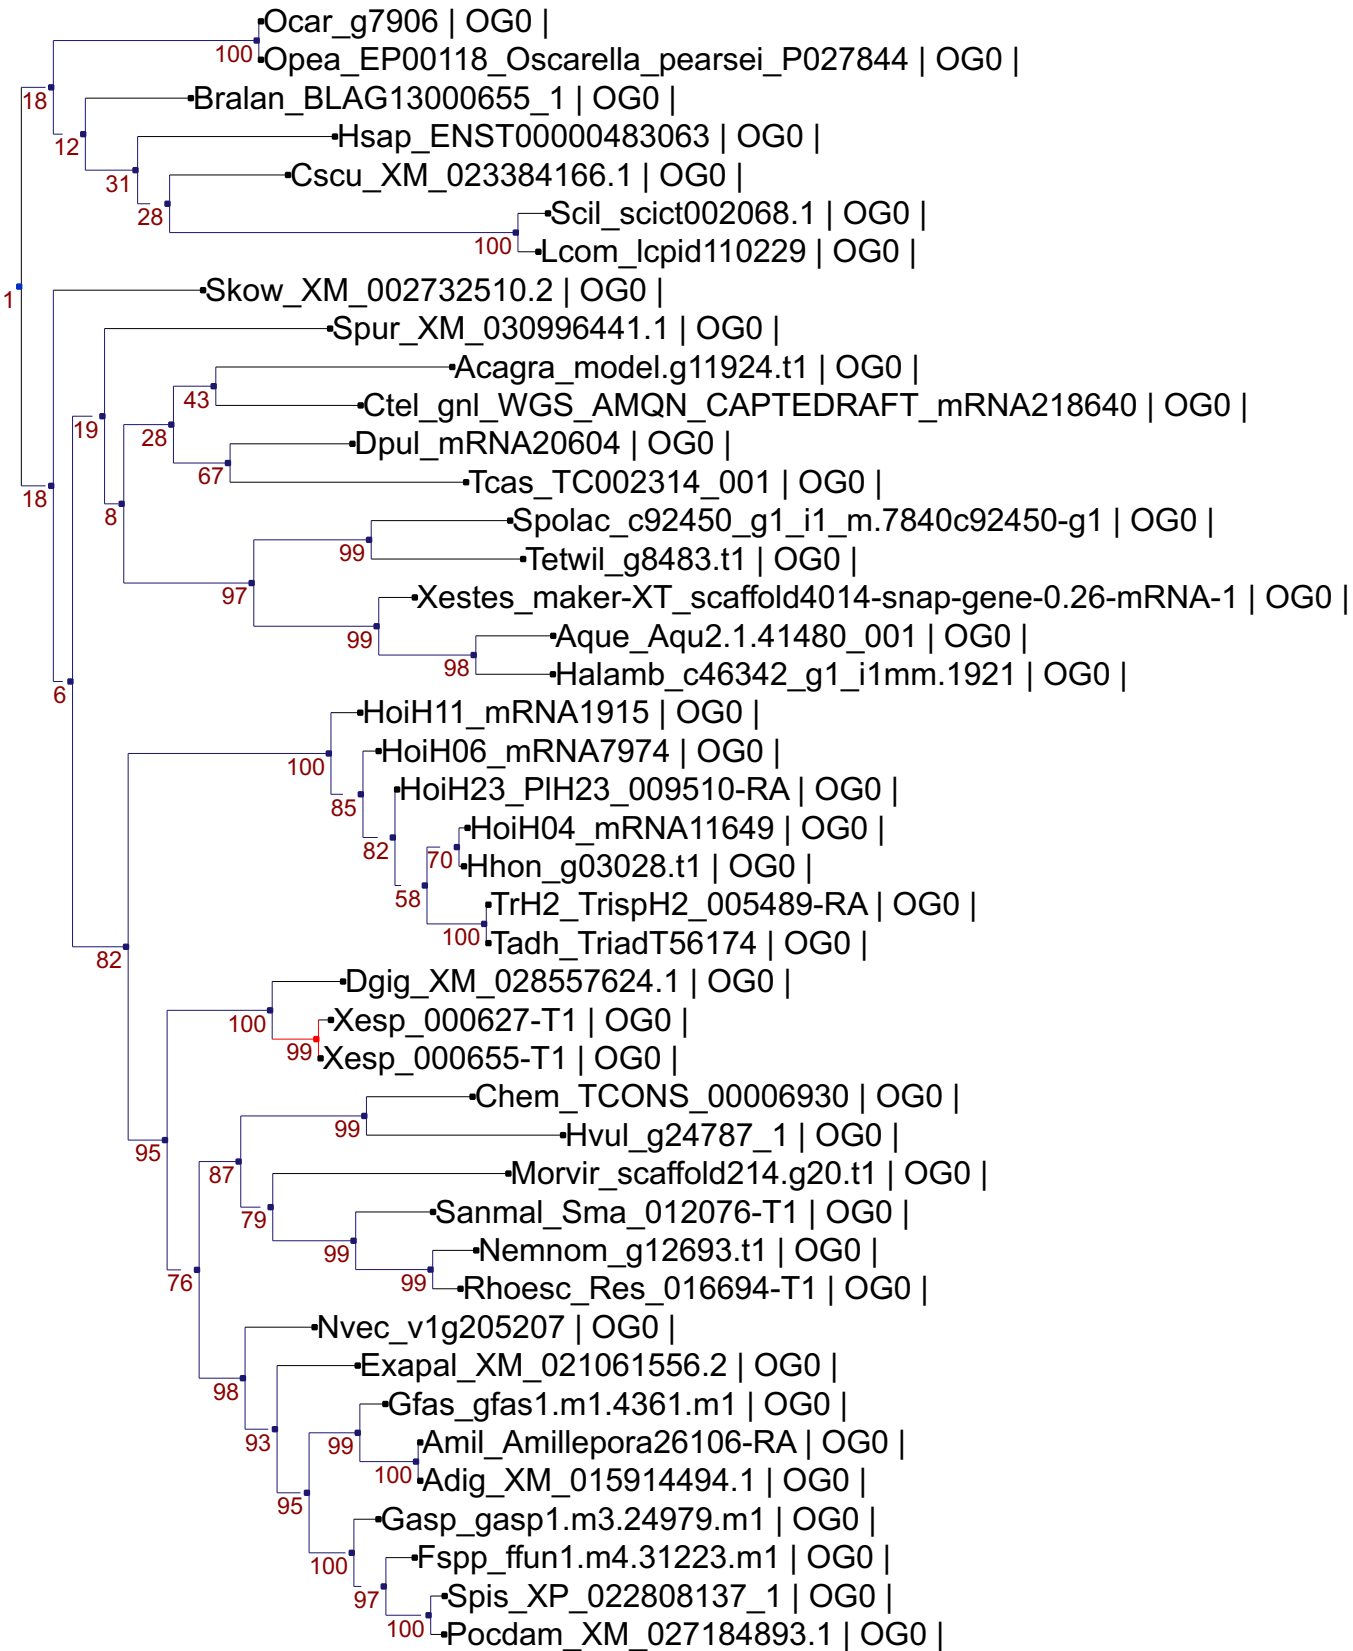 Ocar_g7906 | OG0 |
100
Opea_EP00118_Oscarella_pearsei_P027844 | OG0 |
18
Bralan_BLAG13000655_1 | OG0 |
12
Hsap_ENST00000483063 | OG0 |
31
Cscu_XM_023384166.1 | OG0 |
28
Scil_scict002068.1 | OG0 |
100
Lcom_lcpid110229 | OG0 |
1
Skow_XM_002732510.2 | OG0 |
Spur_XM_030996441.1 | OG0 |
Acagra_model.g11924.t1 | OG0 |
43
Ctel_gnl_WGS_AMQN_CAPTEDRAFT_mRNA218640 | OG0 |
19
28
Dpul_mRNA20604 | OG0 |
67
Tcas_TC002314_001 | OG0 |
18
8
Spolac_c92450_g1_i1_m.7840c92450-g1 | OG0 |
99
Tetwil_g8483.t1 | OG0 |
97
Xestes_maker-XT_scaffold4014-snap-gene-0.26-mRNA-1 | OG0 |
99
Aque_Aqu2.1.41480_001 | OG0 |
98
Halamb_c46342_g1_i1mm.1921 | OG0 |
6
HoiH11_mRNA1915 | OG0 |
100
HoiH06_mRNA7974 | OG0 |
85
HoiH23_PlH23_009510-RA | OG0 |
82
HoiH04_mRNA11649 | OG0 |
70
Hhon_g03028.t1 | OG0 |
58
TrH2_TrispH2_005489-RA | OG0 |
100
Tadh_TriadT56174 | OG0 |
82
Dgig_XM_028557624.1 | OG0 |
100
Xesp_000627-T1 | OG0 |
99
Xesp_000655-T1 | OG0 |
Chem_TCONS_00006930 | OG0 |
99
Hvul_g24787_1 | OG0 |
95
87
Morvir_scaffold214.g20.t1 | OG0 |
79
Sanmal_Sma_012076-T1 | OG0 |
99
Nemnom_g12693.t1 | OG0 |
99
Rhoesc_Res_016694-T1 | OG0 |
76
Nvec_v1g205207 | OG0 |
98
Exapal_XM_021061556.2 | OG0 |
93
Gfas_gfas1.m1.4361.m1 | OG0 |
99
Amil_Amillepora26106-RA | OG0 |
100
Adig_XM_015914494.1 | OG0 |
95
Gasp_gasp1.m3.24979.m1 | OG0 |
100
Fspp_ffun1.m4.31223.m1 | OG0 |
97
Spis_XP_022808137_1 | OG0 |
100
Pocdam_XM_027184893.1 | OG0 |